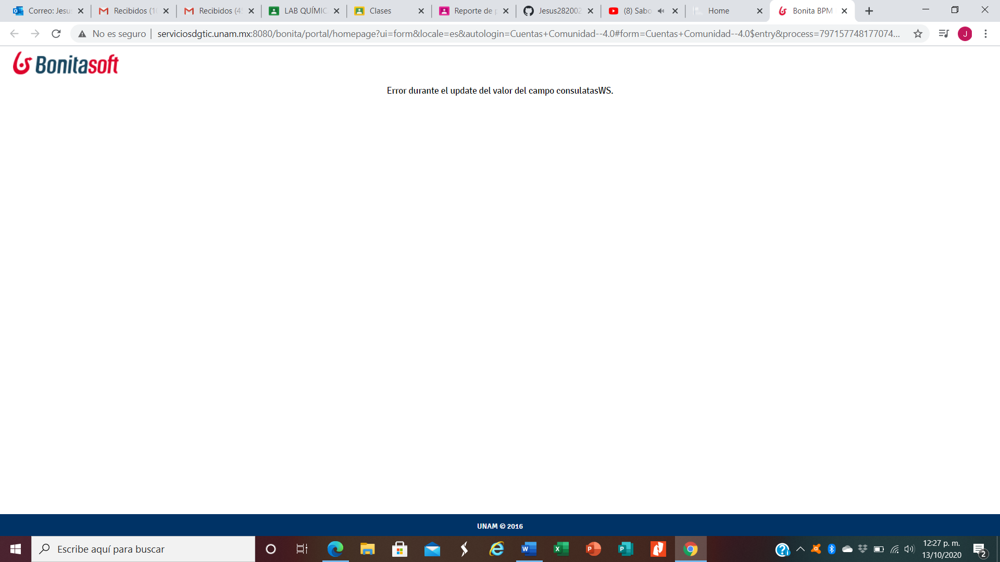 Correo: Jesu
Recibidos (1
Recibidos (4
LAB QUÍMIC
Clases
Reporte de p
Jesus282002
(8) Sabo
Home
Bonita BPM
No es seguro
serviciosdgtic.unam.mx:8080/bonita/portal/homepage?ui=form&locale=es&autologin=Cuentas+Comunidad--4.0#form=Cuentas+Comunidad--4.0$entry&process=797157748177074...
J
Bonitasoft
Error durante el update del valor del campo consulatasWS.
UNAM © 2016
Escribe aquí para buscar
12:27 p. m.
13/10/2020
2